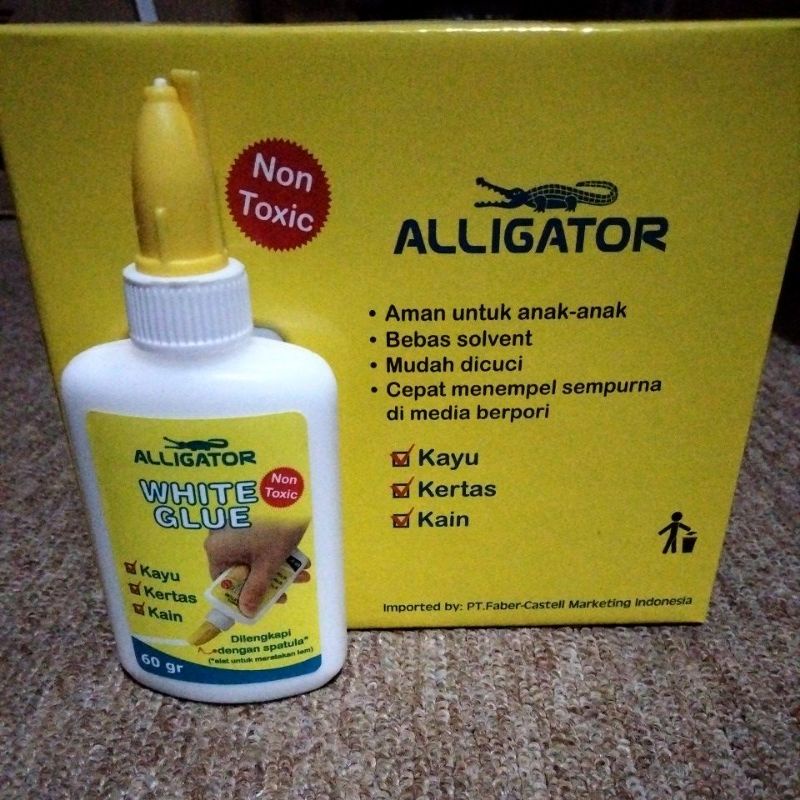 Non
Toxic
ALLIGATOR
• Aman untuk anak-anak
• Bebas solvent
• Mudah dicuci
• Cepat menempel sempurna
di media berpori
Kayu
Kertas
Kain
Imported by: PT.Faber-Castell Marketing Indonesia
ALLIGATOR
WHITE
GLUE
Non
Toxic
Kayu
Kertas
Kain
Dilengkapi
dengan spatula*
(*alat untuk meratakan lem)
60 gr